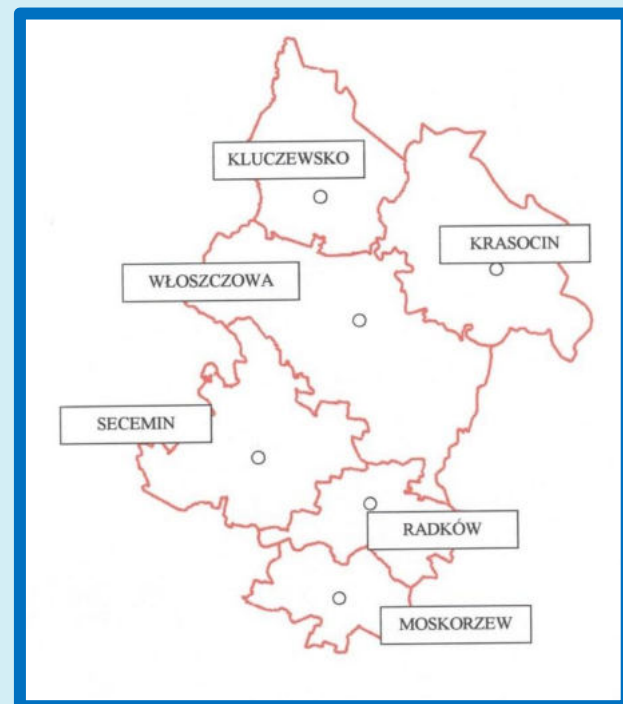 KLUCZEWSKO
KRASOCIN
WŁOSZCZOWA
SECEMIN
RADKÓW
MOSKORZEW